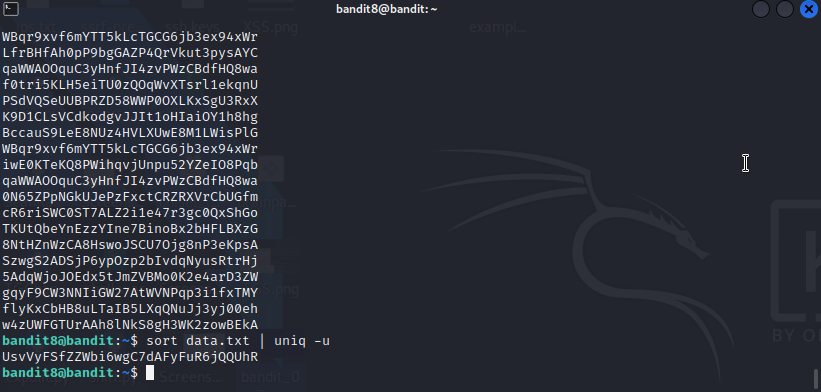 bandit8@bandit: ~
WBqr9xvf6mYTT5kLcTGCG6jb3ex94xWr
LfrBHfAh0pP9bgGAZP4QrVkut3pysAYC
qaWWAOOquC3yHnfJI4zvPWzCBdfHQ8wa
f0tri5KLH5eiTU0zQOqWvXTsrl1ekqnU
PSdVQSeUUBPRZD58WWP0OXLKxSgU3RxX
K9D1CLsVCdkodgvJJIt1oHIaiOY1h8hg
BccauS9LeE8NUz4HVLXUwE8M1LWisPlG
WBqr9xvf6mYTT5kLcTGCG6jb3ex94xWr
iwE0KTeKQ8PWihqvjUnpu52YZeIO8Pqb
qaWWAOOquC3yHnfJI4zvPWzCBdfHQ8wa
0N65ZPpNGkUJePzFxctCRZRXVrCbUGfm
cR6riSWC0ST7ALZ2i1e47r3gc0QxShGo
TKUtQbeYnEzzYIne7BinoBx2bHFLBXzG
8NtHZnWzCA8HswoJSCU7Ojg8nP3eKpsA
SzwgS2ADSjP6ypOzp2bIvdqNyusRtrHj
5AdqWjoJOEdx5tJmZVBMo0K2e4arD3ZW
gqyF9CW3NNIiGW27AtWVNPqp3i1fxTMY
flyKxCbHB8uLTaIB5LXqQNuJj3yj00eh
w4zUWFGTUrAAh8lNkS8gH3WK2zowBEkA
bandit8@bandit:~$ sort data.txt | uniq -u
UsvVyFSfZZWbi6wgC7dAFyFuR6jQQUhR
bandit8@bandit:~$